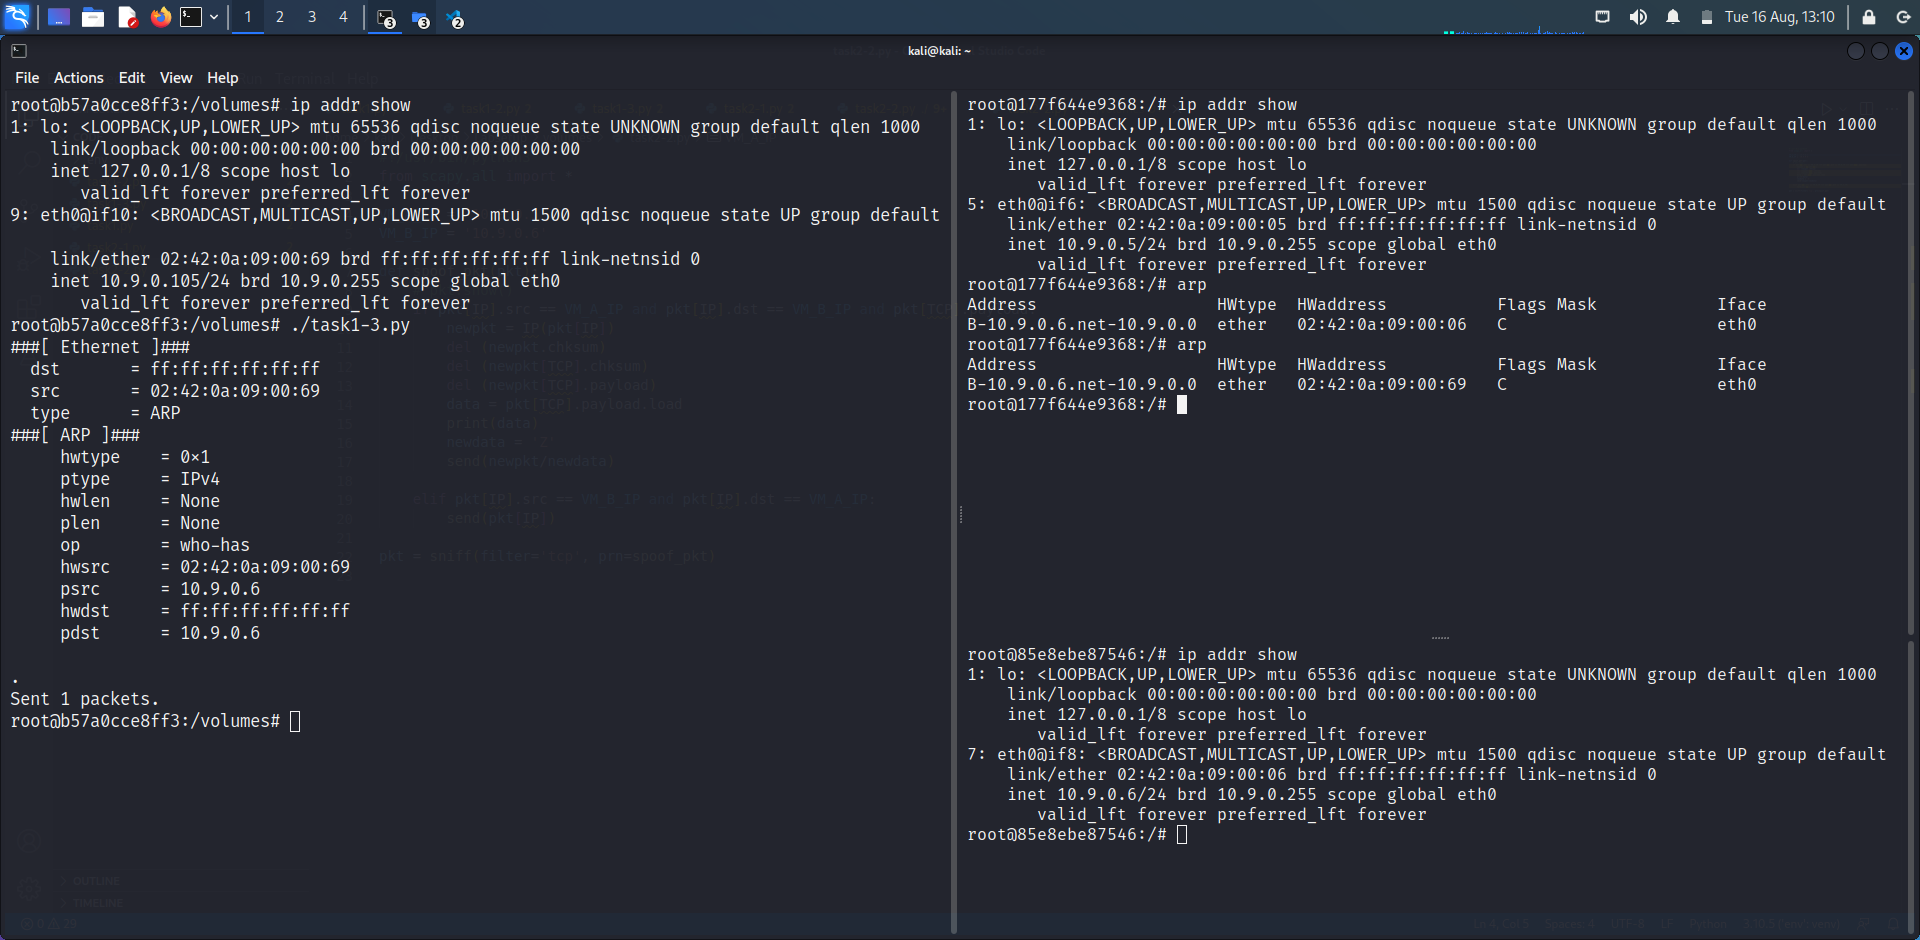 1 2 3 4 3 3 2 Tue 16 Aug, 13:10
kali@kali: ~
File Actions Edit View Help
root@b57a0cce8ff3:/volumes# ip addr show
1: lo: <LOOPBACK,UP,LOWER_UP> mtu 65536 qdisc noqueue state UNKNOWN group default qlen 1000
link/loopback 00:00:00:00:00:00 brd 00:00:00:00:00:00
inet 127.0.0.1/8 scope host lo
valid_lft forever preferred_lft forever
9: eth0@if10: <BROADCAST,MULTICAST,UP,LOWER_UP> mtu 1500 qdisc noqueue state UP group default
link/ether 02:42:0a:09:00:69 brd ff:ff:ff:ff:ff:ff link-netnsid 0
inet 10.9.0.105/24 brd 10.9.0.255 scope global eth0
valid_lft forever preferred_lft forever
root@b57a0cce8ff3:/volumes# ./task1-3.py
###[ Ethernet ]###
dst = ff:ff:ff:ff:ff:ff
src = 02:42:0a:09:00:69
type = ARP
###[ ARP ]###
hwtype = 0×1
ptype = IPv4
hwlen = None
plen = None
op = who-has
hwsrc = 02:42:0a:09:00:69
psrc = 10.9.0.6
hwdst = ff:ff:ff:ff:ff:ff
pdst = 10.9.0.6
.
Sent 1 packets.
root@b57a0cce8ff3:/volumes#
root@177f644e9368:/# ip addr show
1: lo: <LOOPBACK,UP,LOWER_UP> mtu 65536 qdisc noqueue state UNKNOWN group default qlen 1000
link/loopback 00:00:00:00:00:00 brd 00:00:00:00:00:00
inet 127.0.0.1/8 scope host lo
valid_lft forever preferred_lft forever
5: eth0@if6: <BROADCAST,MULTICAST,UP,LOWER_UP> mtu 1500 qdisc noqueue state UP group default
link/ether 02:42:0a:09:00:05 brd ff:ff:ff:ff:ff:ff link-netnsid 0
inet 10.9.0.5/24 brd 10.9.0.255 scope global eth0
valid_lft forever preferred_lft forever
root@177f644e9368:/# arp
Address HWtype HWaddress Flags Mask Iface
B-10.9.0.6.net-10.9.0.0 ether 02:42:0a:09:00:06 C eth0
root@177f644e9368:/# arp
Address HWtype HWaddress Flags Mask Iface
B-10.9.0.6.net-10.9.0.0 ether 02:42:0a:09:00:69 C eth0
root@177f644e9368:/#
root@85e8ebe87546:/# ip addr show
1: lo: <LOOPBACK,UP,LOWER_UP> mtu 65536 qdisc noqueue state UNKNOWN group default qlen 1000
link/loopback 00:00:00:00:00:00 brd 00:00:00:00:00:00
inet 127.0.0.1/8 scope host lo
valid_lft forever preferred_lft forever
7: eth0@if8: <BROADCAST,MULTICAST,UP,LOWER_UP> mtu 1500 qdisc noqueue state UP group default
link/ether 02:42:0a:09:00:06 brd ff:ff:ff:ff:ff:ff link-netnsid 0
inet 10.9.0.6/24 brd 10.9.0.255 scope global eth0
valid_lft forever preferred_lft forever
root@85e8ebe87546:/#